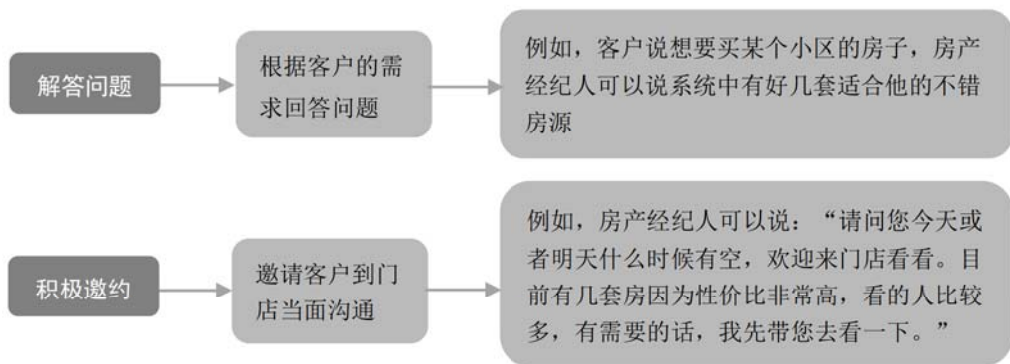 解答问题
根据客户的需
求回答问题
例如，客户说想要买某个小区的房子，房产
经纪人可以说系统中有好几套适合他的不错
房源
积极邀约
邀请客户到门
店当面沟通
例如，房产经纪人可以说：“请问您今天或
者明天什么时候有空，欢迎来门店看看。目
前有几套房因为性价比非常高，看的人比较
多，有需要的话，我先带您去看一下。”